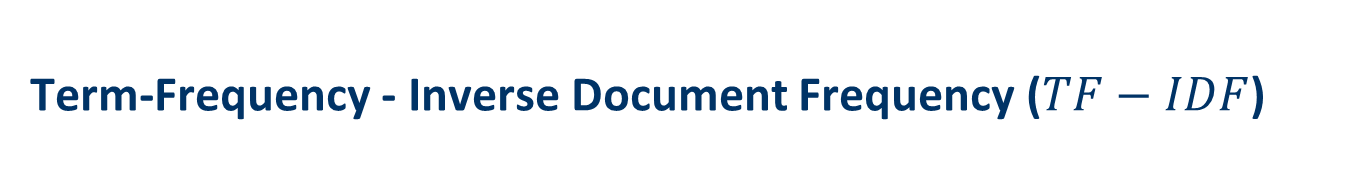 Term-Frequency - Inverse Document Frequency (TF − IDF)